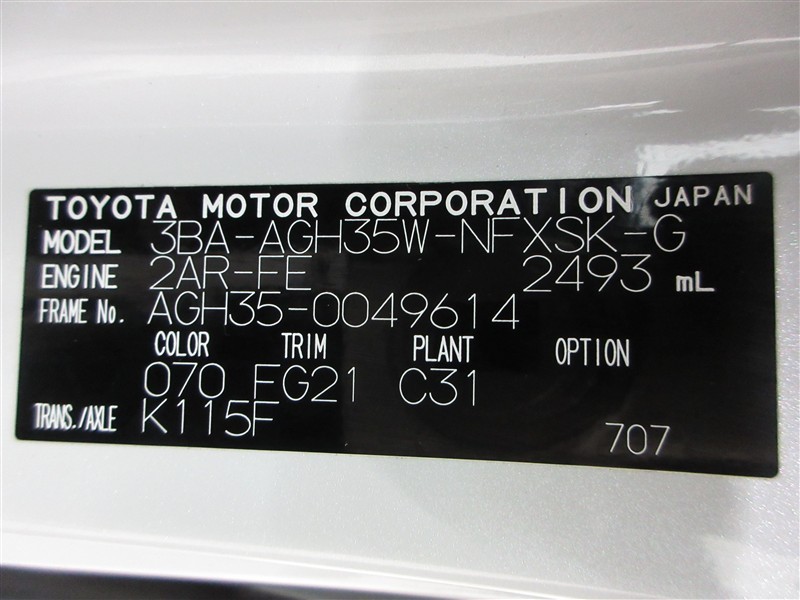 TOYOTA MOTOR CORPORATION JAPAN
MODEL 3BA-AGH35W-NFXSK-G
ENGINE 2AR-FE 2493 mL
FRAME No. AGH35-0049614
COLOR TRIM PLANT OPTION
070 FG21 C31
TRANS./AXLE K115F
707